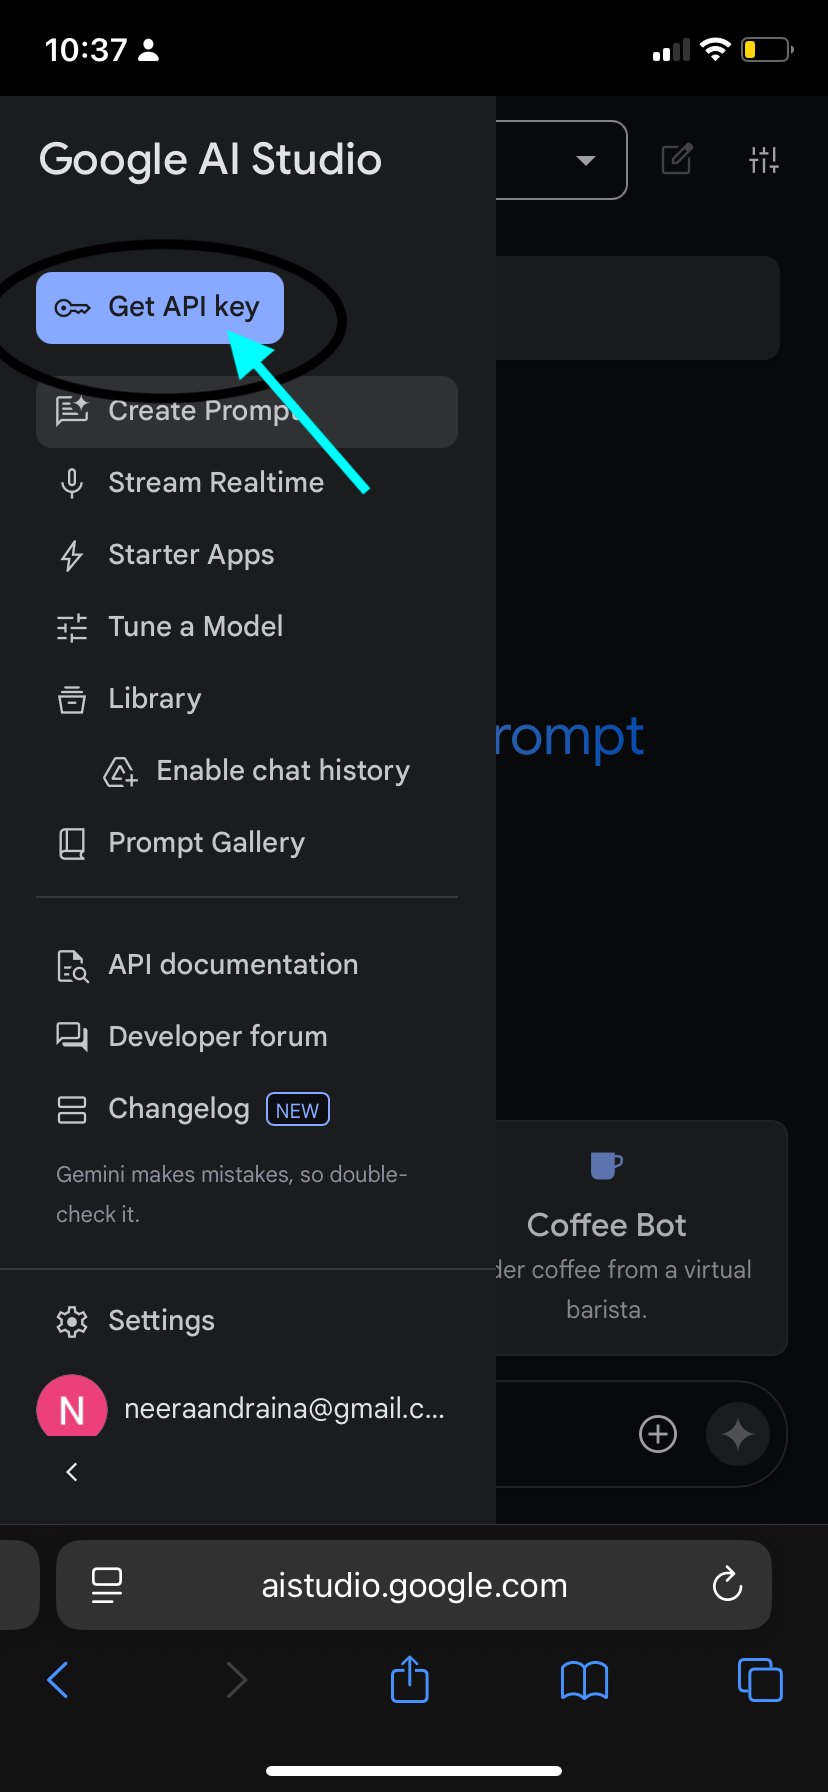 10:37
Google AI Studio
Get API key
Create Prompt
Stream Realtime
Starter Apps
Tune a Model
Library
rompt
Enable chat history
Prompt Gallery
API documentation
Developer forum
Changelog NEW
Gemini makes mistakes, so double-
check it.
Coffee Bot
der coffee from a virtual
barista.
Settings
N neeraandraina@gmail.c...
aistudio.google.com